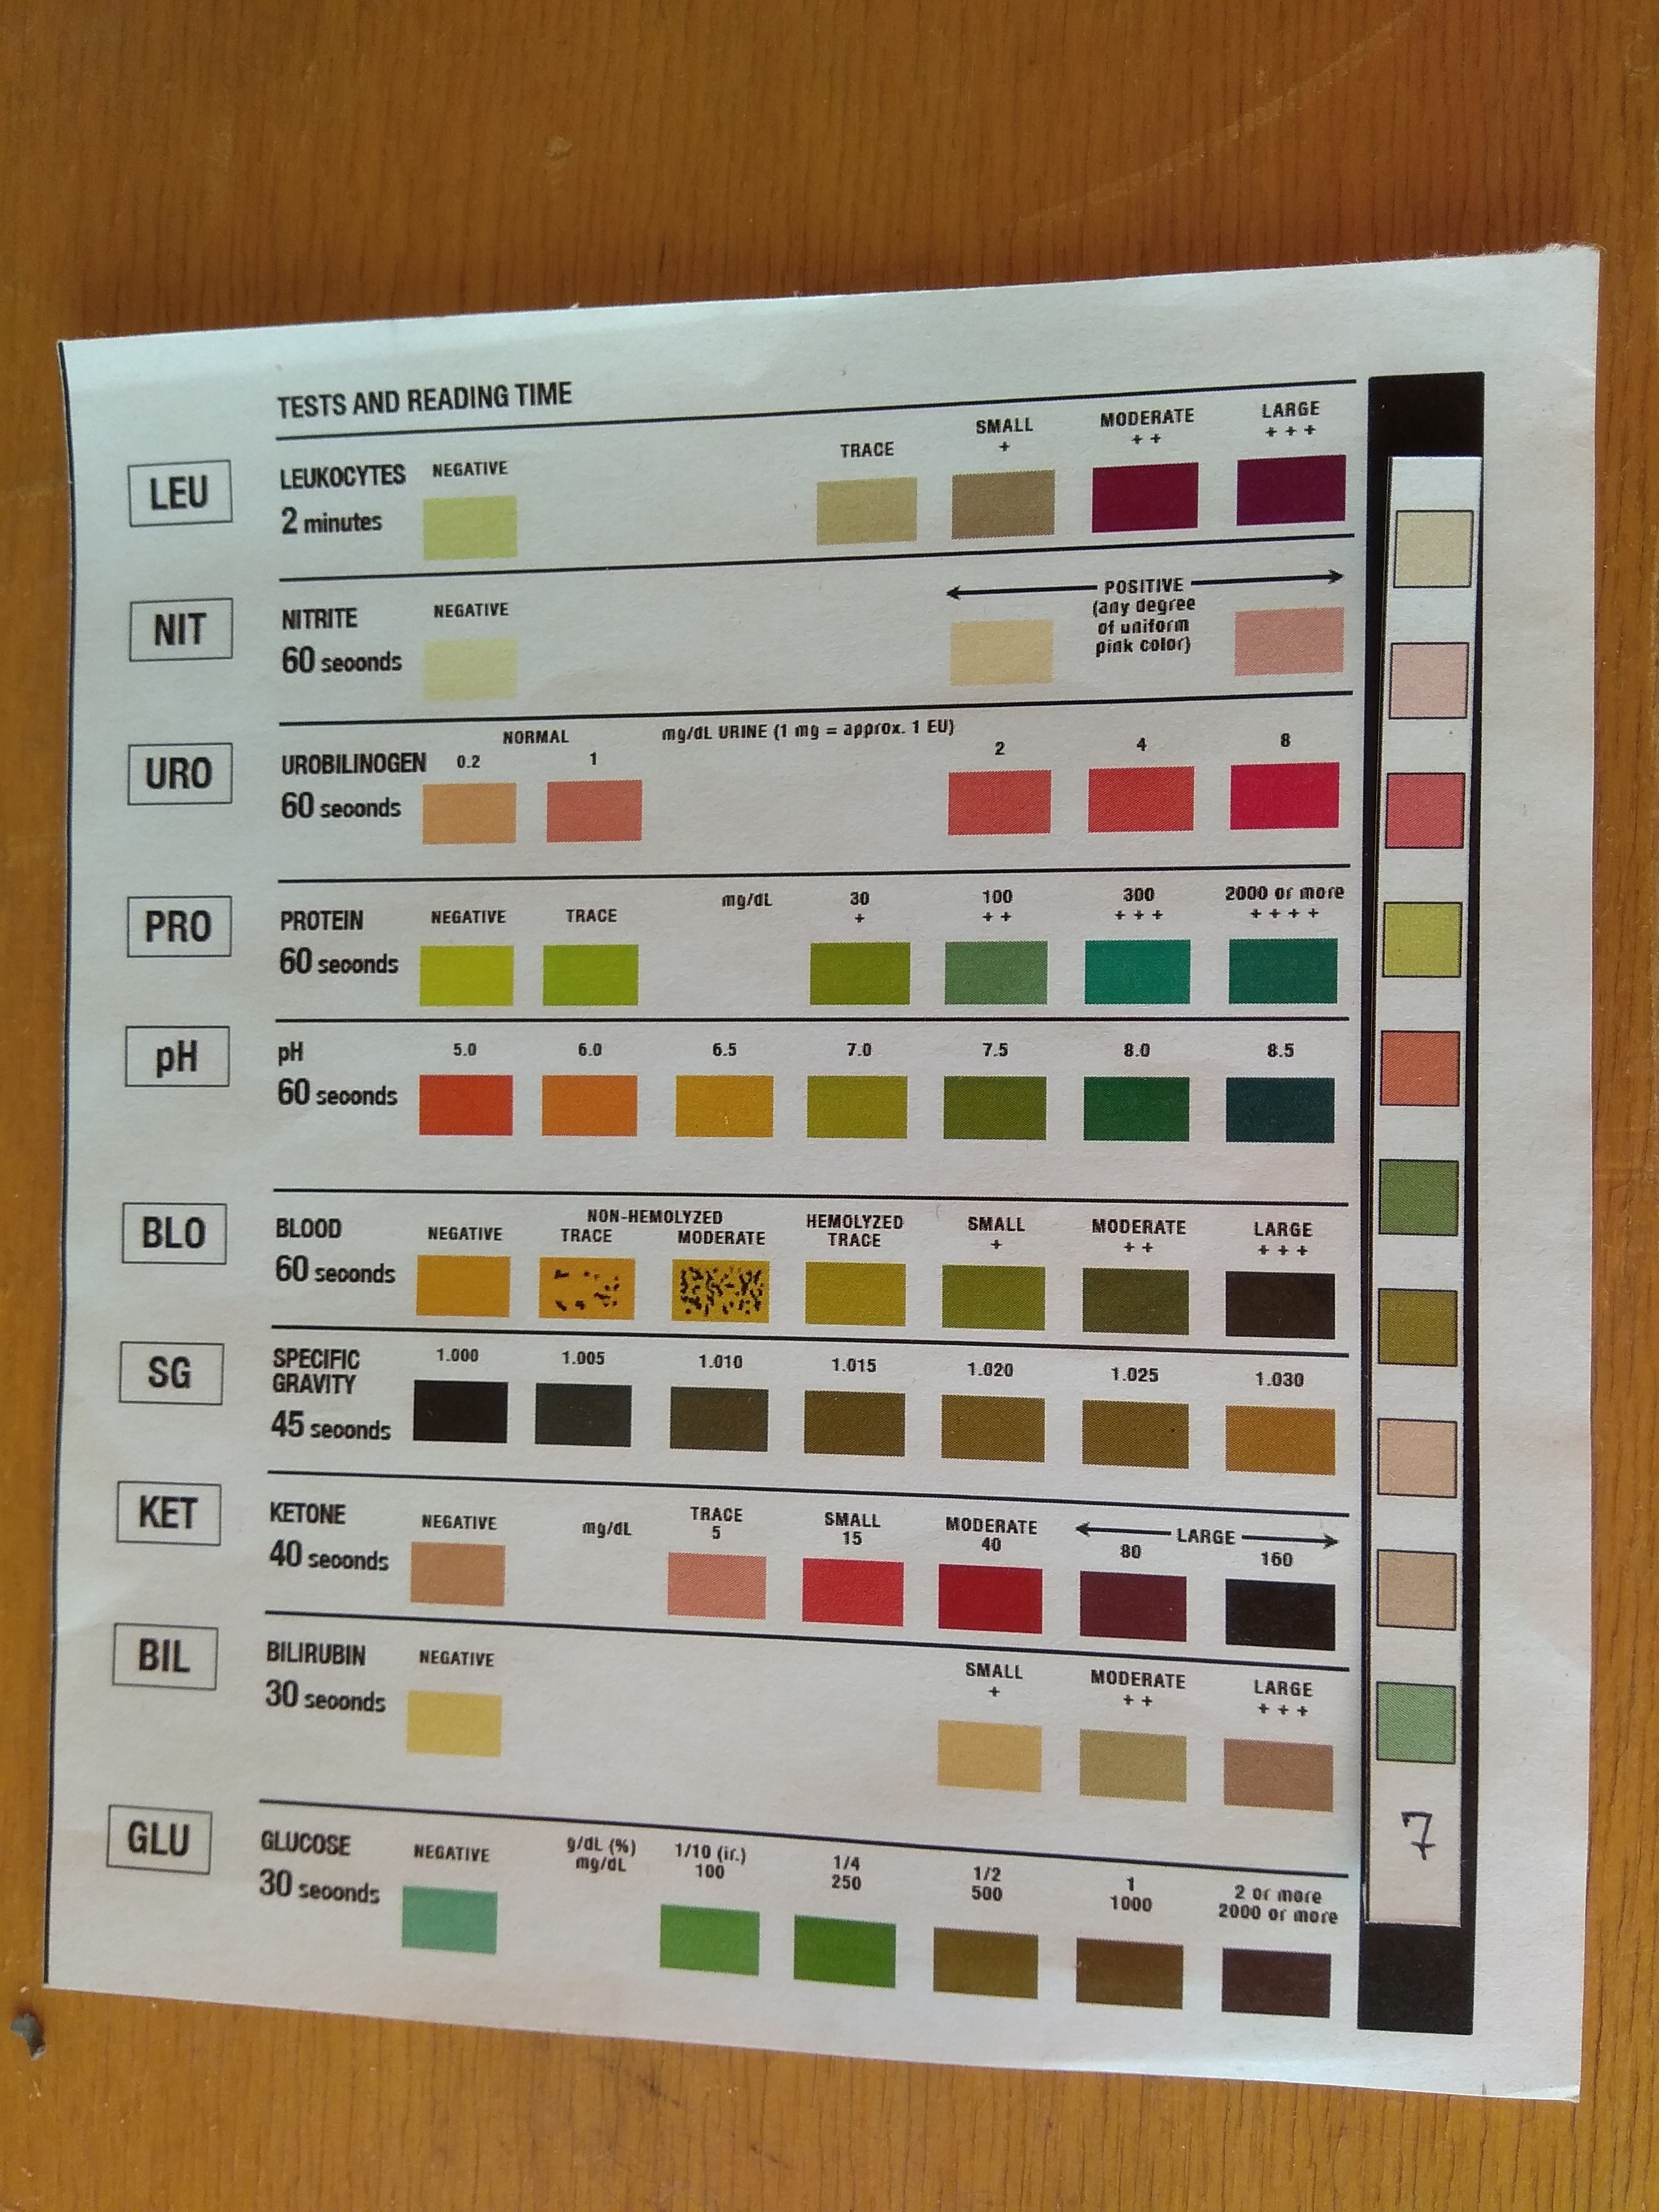 TESTS AND READING TIME
LEU
LEUKOCYTES
2 minutes
NEGATIVE
TRACE
SMALL
+
MODERATE
+ +
LARGE
+ + +
NIT
NITRITE
60 seconds
NEGATIVE
POSITIVE
(any degree
of uniform
pink color)
URO
UROBILINOGEN
60 seconds
NORMAL
0.2 1
mg/dL URINE (1 mg = approx. 1 EU)
2 4 8
PRO
PROTEIN
60 seconds
NEGATIVE
TRACE
mg/dL
30
+
100
+ +
300
+ + +
2000 or more
+ + + +
pH
pH
60 seconds
5.0 6.0 6.5 7.0 7.5 8.0 8.5
BLO
BLOOD
60 seconds
NEGATIVE
NON-HEMOLYZED
TRACE MODERATE
HEMOLYZED
TRACE
SMALL
+
MODERATE
+ +
LARGE
+ + +
SG
SPECIFIC
GRAVITY
45 seconds
1.000 1.005 1.010 1.015 1.020 1.025 1.030
KET
KETONE
40 seconds
NEGATIVE
mg/dL
TRACE
5
SMALL
15
MODERATE
40
LARGE
80 160
BIL
BILIRUBIN
30 seconds
NEGATIVE
SMALL
+
MODERATE
+ +
LARGE
+ + +
GLU
GLUCOSE
30 seconds
NEGATIVE
g/dL (%)
mg/dL
1/10 (ir.)
100
1/4
250
1/2
500
1
1000
2 or more
2000 or more
7